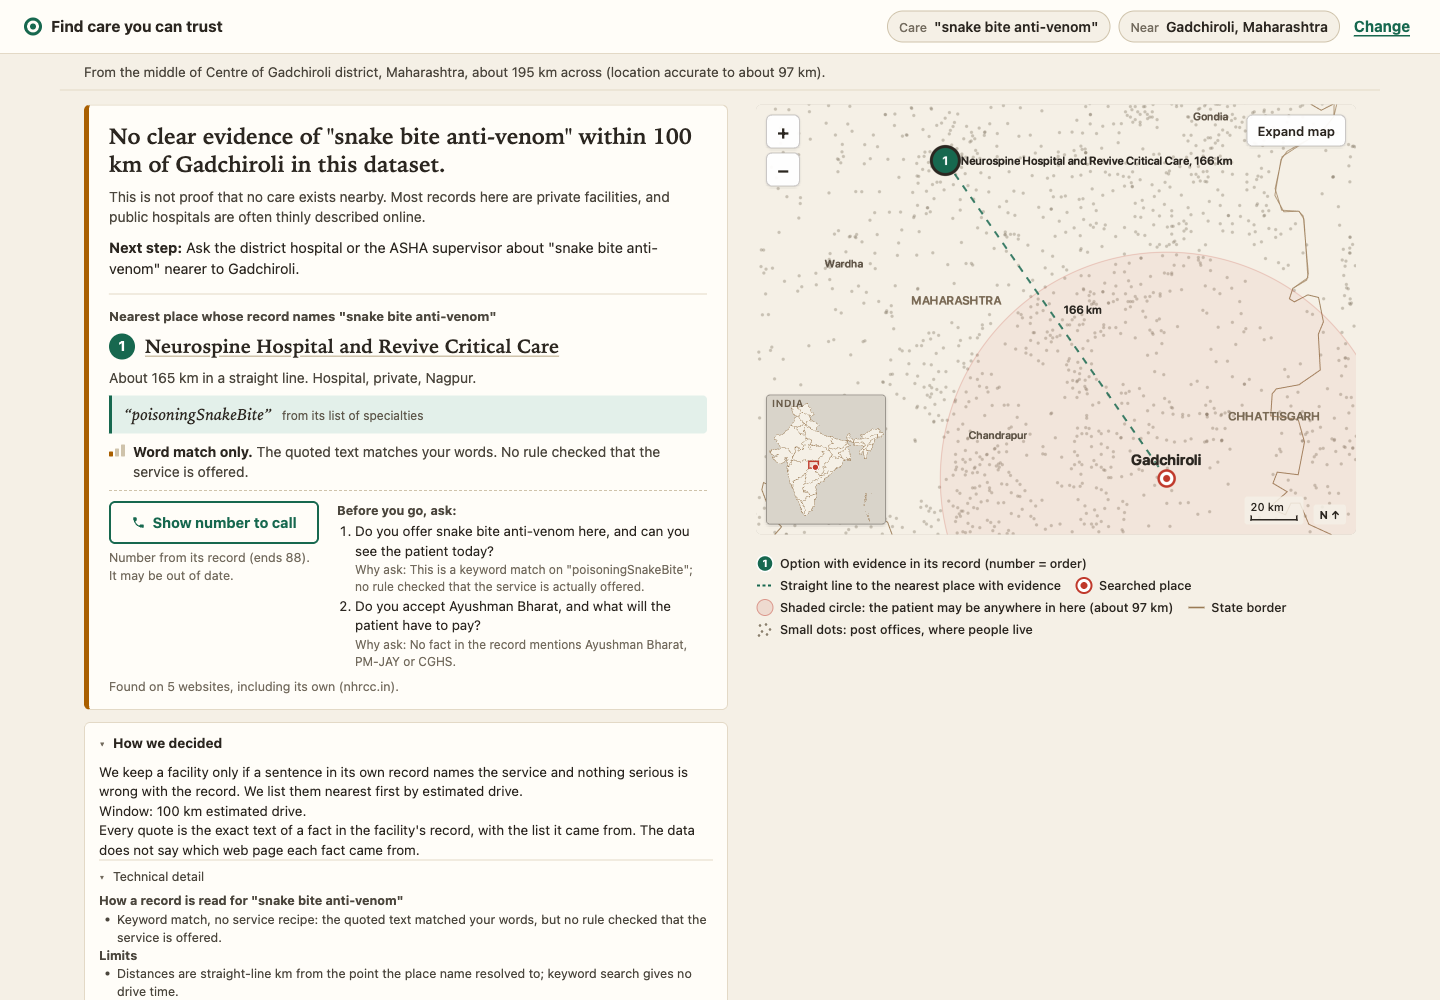 Find care you can trust
Care "snake bite anti-venom"
Near Gadchiroli, Maharashtra
Change
From the middle of Centre of Gadchiroli district, Maharashtra, about 195 km across (location accurate to about 97 km).
No clear evidence of "snake bite anti-venom" within 100
km of Gadchiroli in this dataset.
This is not proof that no care exists nearby. Most records here are private facilities, and
public hospitals are often thinly described online.
Next step: Ask the district hospital or the ASHA supervisor about "snake bite anti-
venom" nearer to Gadchiroli.
Nearest place whose record names "snake bite anti-venom"
1 Neurospine Hospital and Revive Critical Care
About 165 km in a straight line. Hospital, private, Nagpur.
“poisoningSnakeBite” from its list of specialties
Word match only. The quoted text matches your words. No rule checked that the
service is offered.
Show number to call
Number from its record (ends 88).
It may be out of date.
Before you go, ask:
1. Do you offer snake bite anti-venom here, and can you
see the patient today?
Why ask: This is a keyword match on "poisoningSnakeBite";
no rule checked that the service is actually offered.
2. Do you accept Ayushman Bharat, and what will the
patient have to pay?
Why ask: No fact in the record mentions Ayushman Bharat,
PM-JAY or CGHS.
Found on 5 websites, including its own (nhrcc.in).
▾ How we decided
We keep a facility only if a sentence in its own record names the service and nothing serious is
wrong with the record. We list them nearest first by estimated drive.
Window: 100 km estimated drive.
Every quote is the exact text of a fact in the facility's record, with the list it came from. The data
does not say which web page each fact came from.
▾ Technical detail
How a record is read for "snake bite anti-venom"
• Keyword match, no service recipe: the quoted text matched your words, but no rule checked that the
service is offered.
Limits
• Distances are straight-line km from the point the place name resolved to; keyword search gives no
drive time.
+
−
Gondia
Expand map
1 Neurospine Hospital and Revive Critical Care, 166 km
Wardha
MAHARASHTRA
166 km
INDIA
Chandrapur
CHHATTISGARH
Gadchiroli
20 km
N ↑
1 Option with evidence in its record (number = order)
Straight line to the nearest place with evidence
Searched place
Shaded circle: the patient may be anywhere in here (about 97 km)
State border
Small dots: post offices, where people live